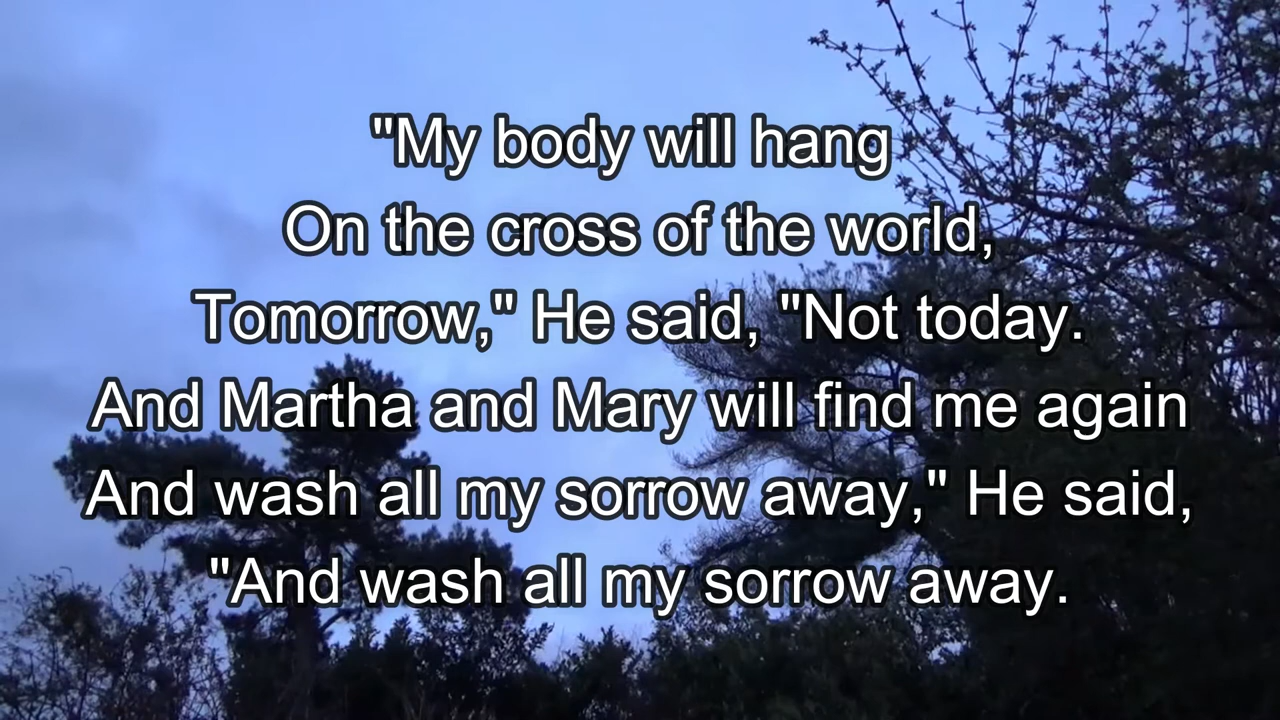 "My body will hang
On the cross of the world,
Tomorrow," He said, "Not today.
And Martha and Mary will find me again
And wash all my sorrow away," He said,
"And wash all my sorrow away.